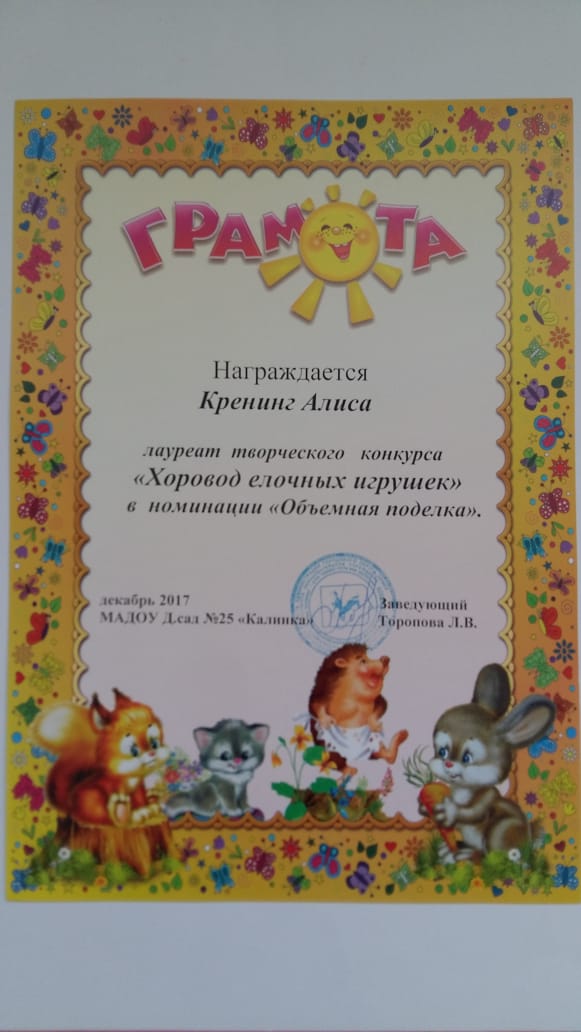 ГРАМОТА
Награждается
Кренинг Алиса
лауреат творческого конкурса
«Хоровод елочных игрушек»
в номинации «Объемная поделка».
декабрь 2017
МАДОУ Д.сад №25 «Калинка»
Заведующий
Торопова Л.В.